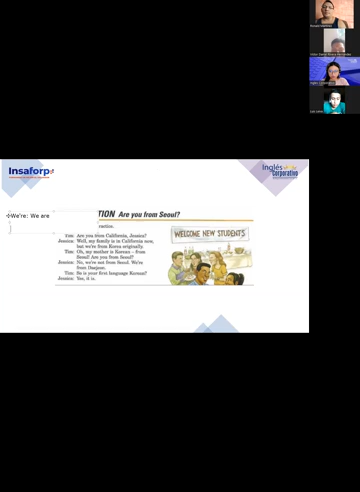 Insaforp
inglés
Corporativo
We're: We are
TION Are you from Seoul?
ractice.
Tim: Are you from California, Jessica?
Jessica: Well, my family is in California now,
but we're from Korea originally.
Tim: Oh, my mother is Korean – from
Seoul! Are you from Seoul?
Jessica: No, we're not from Seoul. We're
from Daejeon.
Tim: So is your first language Korean?
Jessica: Yes, it is.
WELCOME NEW STUDENTS